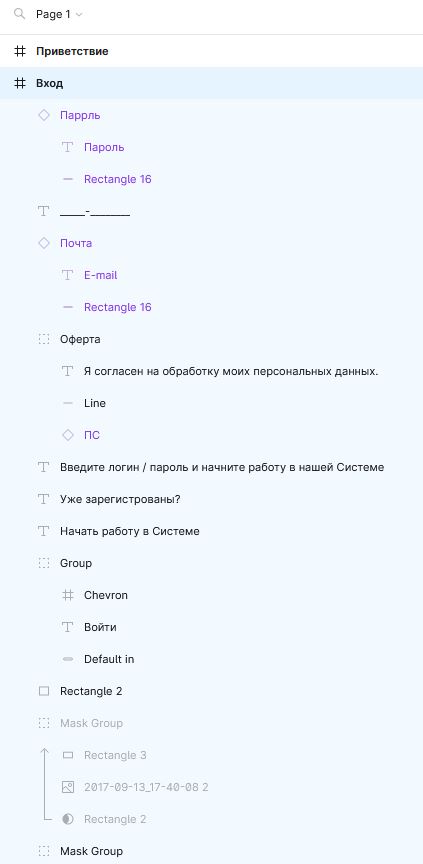 Page 1
Приветствие
Вход
Паррль
Пароль
Rectangle 16
_____-________
Почта
E-mail
Rectangle 16
Оферта
Я согласен на обработку моих персональных данных.
Line
ПС
Введите логин / пароль и начните работу в нашей Системе
Уже зарегистрованы?
Начать работу в Системе
Group
Chevron
Войти
Default in
Rectangle 2
Mask Group
Rectangle 3
2017-09-13_17-40-08 2
Rectangle 2
Mask Group